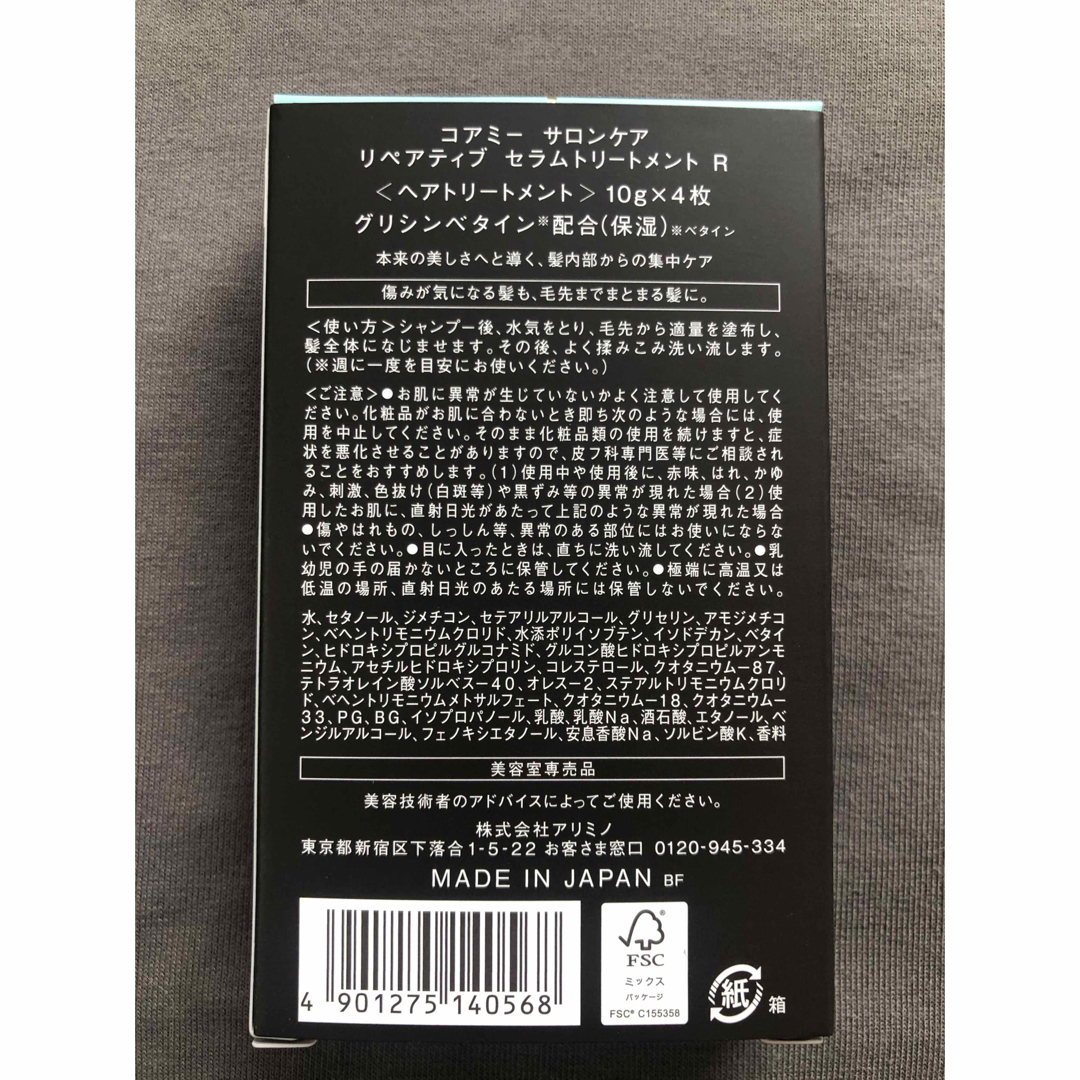 コアミー サロンケア
リペアティブ セラムトリートメント R
＜ヘアトリートメント＞ 10g×4枚
グリシンベタイン※配合(保湿)※ベタイン
本来の美しさへと導く、髪内部からの集中ケア
傷みが気になる髪も、毛先までまとまる髪に。
＜使い方＞シャンプー後、水気をとり、毛先から適量を塗布し、
髪全体になじませます。その後、よく揉みこみ洗い流します。
(※週に一度を目安にお使いください。)
＜ご注意＞●お肌に異常が生じていないかよく注意して使用してく
ださい。化粧品がお肌に合わないとき即ち次のような場合には、使
用を中止してください。そのまま化粧品類の使用を続けますと、症
状を悪化させることがありますので、皮フ科専門医等にご相談され
ることをおすすめします。(1)使用中や使用後に、赤味、はれ、かゆ
み、刺激、色抜け(白斑等)や黒ずみ等の異常が現れた場合(2)使
用したお肌に、直射日光があたって上記のような異常が現れた場合
●傷やはれもの、しっしん等、異常のある部位にはお使いにならな
いでください。●目に入ったときは、直ちに洗い流してください。●乳
幼児の手の届かないところに保管してください。●極端に高温又は
低温の場所、直射日光のあたる場所には保管しないでください。
水、セタノール、ジメチコン、セテアリルアルコール、グリセリン、アモジメチコ
ン、ベヘントリモニウムクロリド、水添ポリイソブテン、イソドデカン、ベタイ
ン、ヒドロキシプロピルグルコナミド、グルコン酸ヒドロキシプロピルアンモ
ニウム、アセチルヒドロキシプロリン、コレステロール、クオタニウムー87、
テトラオレイン酸ソルベスー40、オレスー2、ステアルトリモニウムクロリ
ド、ベヘントリモニウムメトサルフェート、クオタニウムー18、クオタニウムー
33、PG、BG、イソプロパノール、乳酸、乳酸Na、酒石酸、エタノール、ベ
ンジルアルコール、フェノキシエタノール、安息香酸Na、ソルビン酸K、香料
美容室専売品
美容技術者のアドバイスによってご使用ください。
株式会社アリミノ
東京都新宿区下落合1-5-22 お客さま窓口 0120-945-334
MADE IN JAPAN BF
4 901275 140568
FSC
ミックス
パッケージ
FSC® C155358
紙
箱